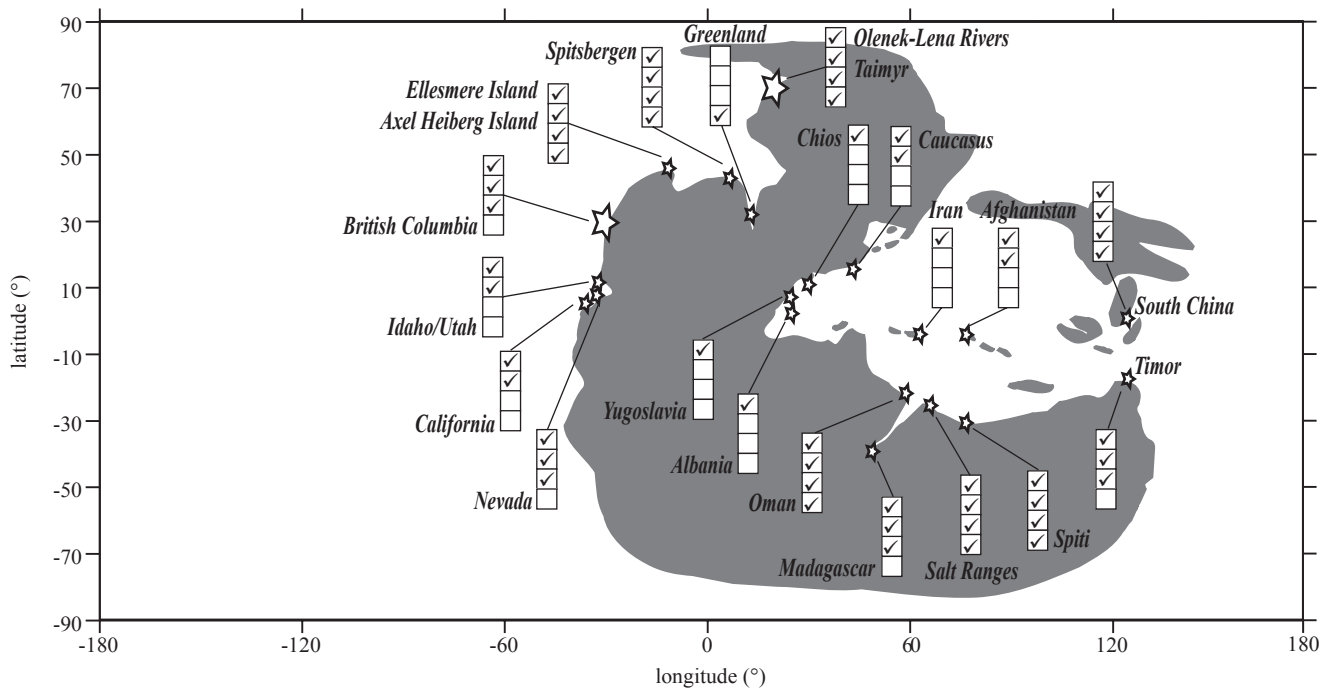 90
70
50
30
10
-10
-30
-50
-70
-90
latitude (°)
-180
-120
-60
0
60
120
180
longitude (°)
Greenland
Spitsbergen
Olenek-Lena Rivers
Taimyr
Ellesmere Island
Axel Heiberg Island
Chios
Caucasus
British Columbia
Iran
Afghanistan
Idaho/Utah
South China
Timor
California
Yugoslavia
Albania
Nevada
Oman
Madagascar
Salt Ranges
Spiti